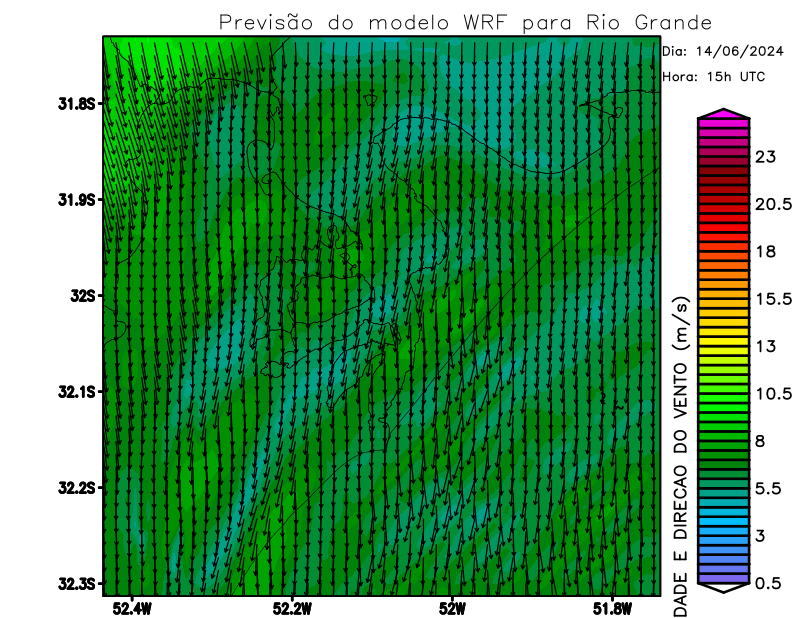 Previsão do modelo WRF para Rio Grande
Dia: 14/06/2024
Hora: 15h UTC
31.8S
31.9S
32S
32.1S
32.2S
32.3S
52.4W
52.2W
52W
51.8W
23
20.5
18
15.5
13
10.5
8
5.5
3
0.5
DADE E DIRECAO DO VENTO (m/s)